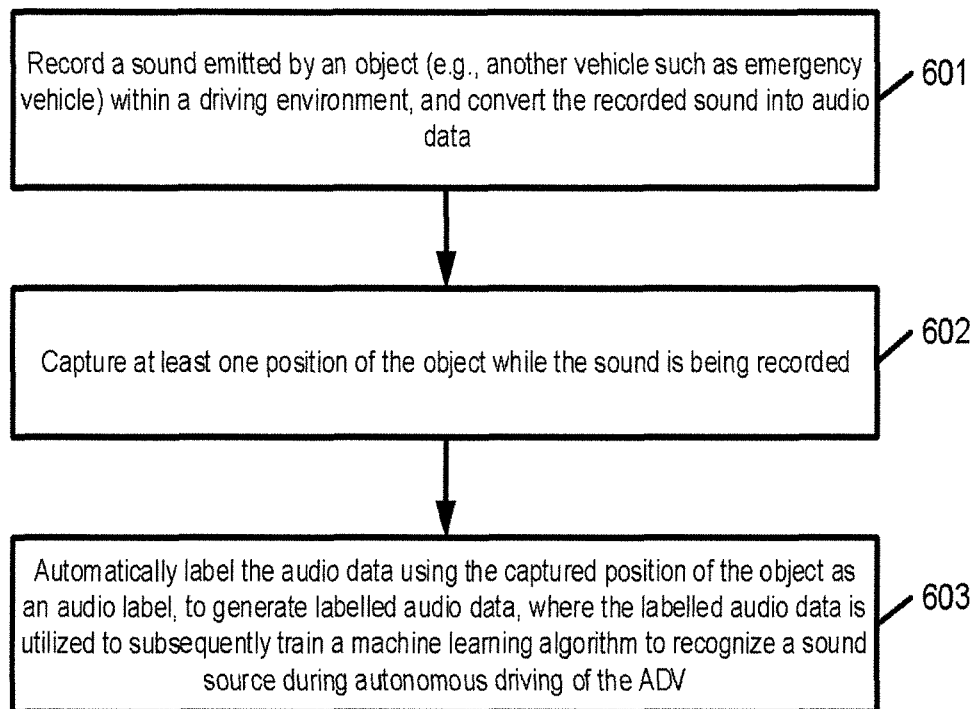 Record a sound emitted by an object (e.g., another vehicle such as emergency
vehicle) within a driving environment, and convert the recorded sound into audio
data
601
602
Capture at least one position of the object while the sound is being recorded
Automatically label the audio data using the captured position of the object as
an audio label, to generate labelled audio data, where the labelled audio data is
utilized to subsequently train a machine learning algorithm to recognize a sound
source during autonomous driving of the ADV
603